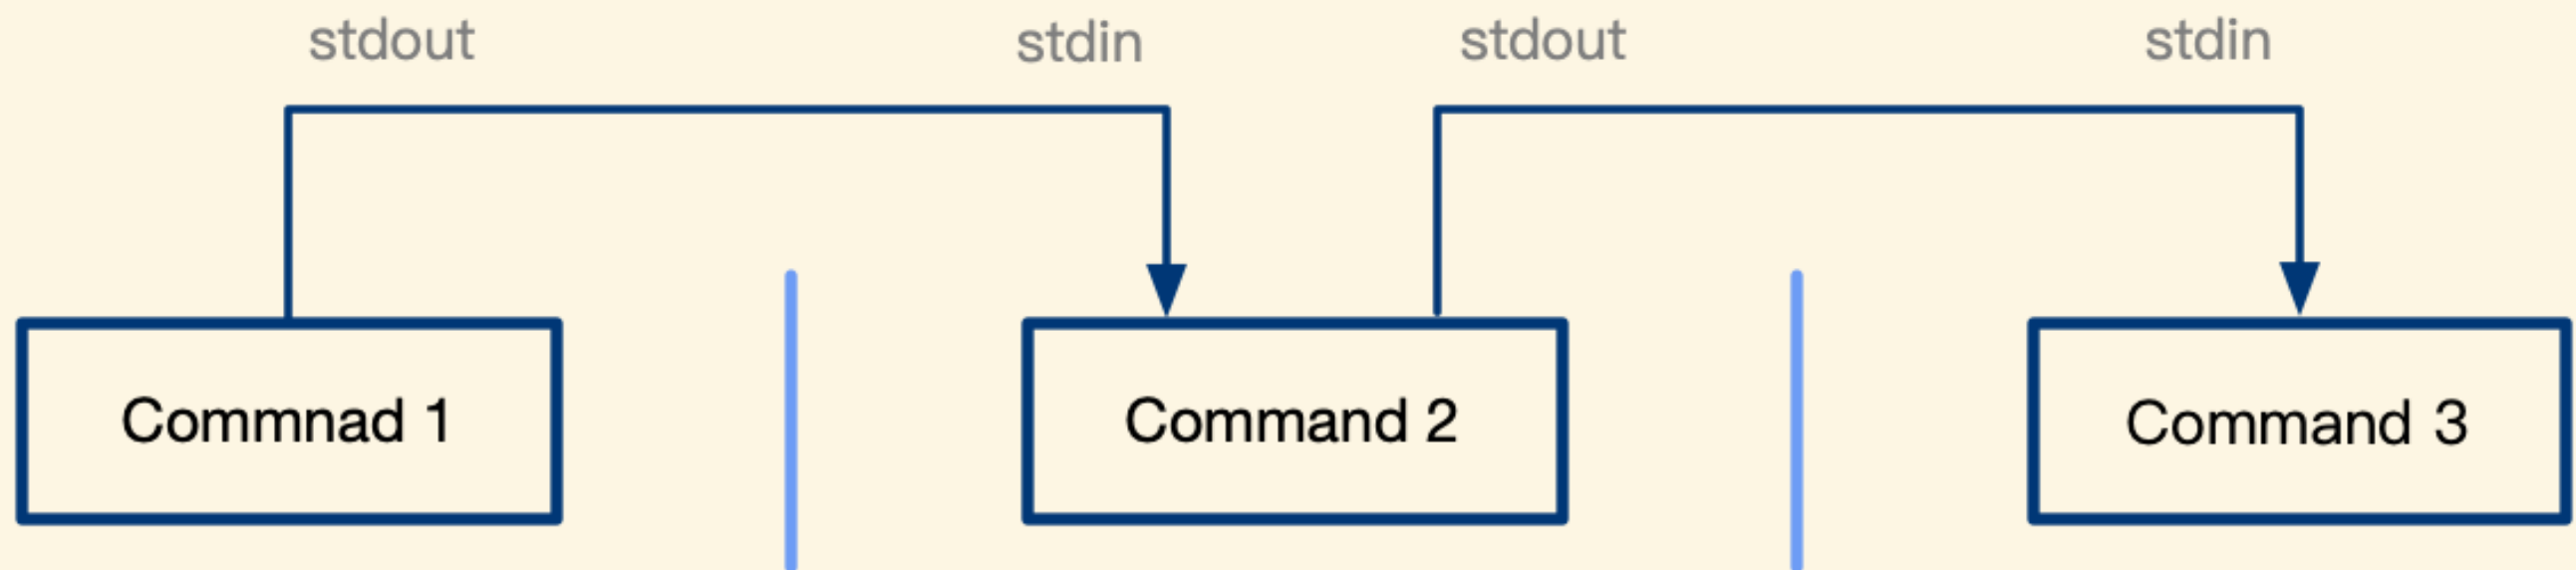 stdout stdin stdout stdin
Commnad 1 Command 2 Command 3